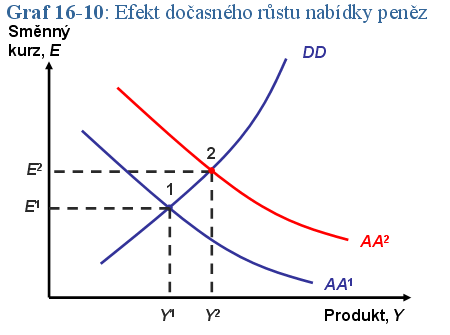 Graf 16-10: Efekt dočasného růstu nabídky peněz
Směnný
kurz, E
DD
2
E²
1
E¹
AA²
AA¹
Y¹ Y² Produkt, Y